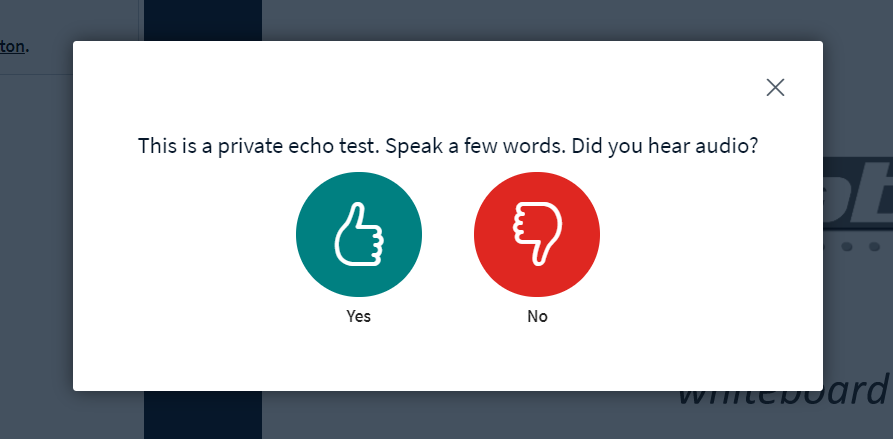 ton.
This is a private echo test. Speak a few words. Did you hear audio?
Yes
No
whiteboard